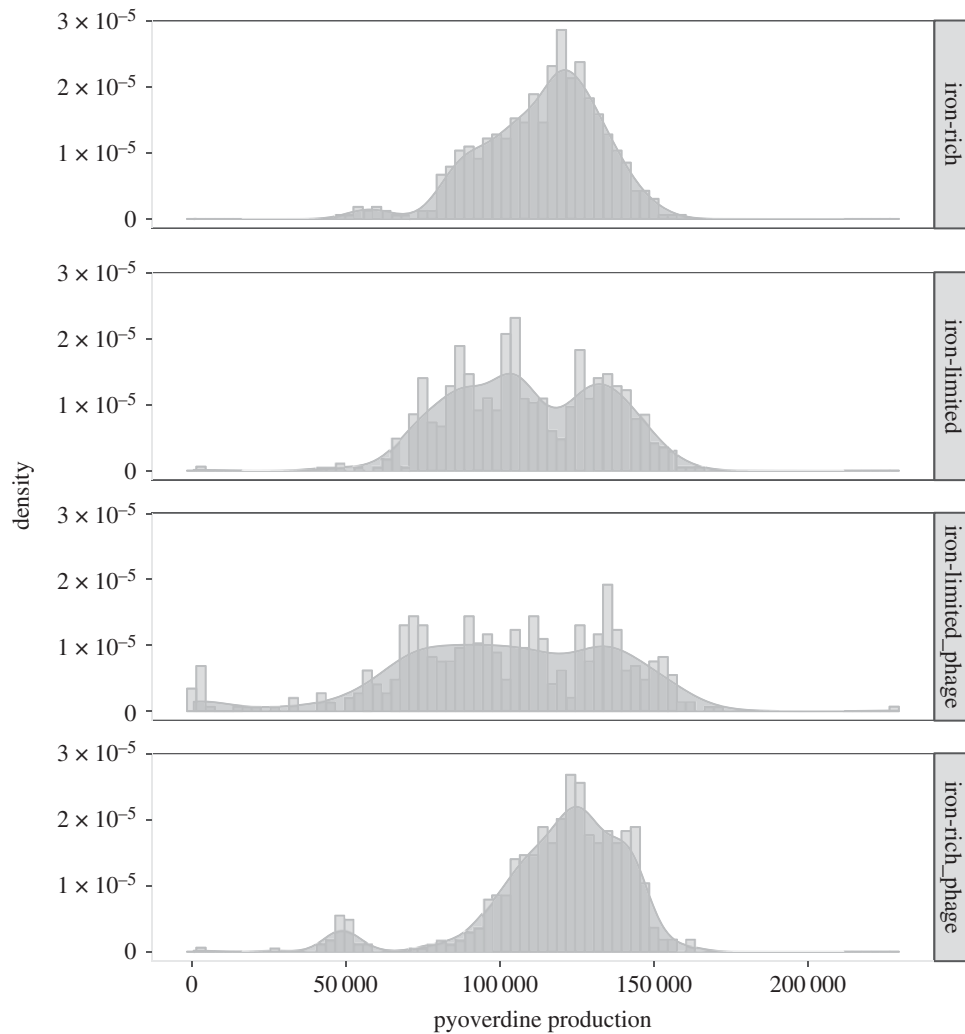 3 × 10⁻⁵
2 × 10⁻⁵
1 × 10⁻⁵
0
iron-rich
3 × 10⁻⁵
2 × 10⁻⁵
1 × 10⁻⁵
0
iron-limited
density
3 × 10⁻⁵
2 × 10⁻⁵
1 × 10⁻⁵
0
iron-limited_phage
3 × 10⁻⁵
2 × 10⁻⁵
1 × 10⁻⁵
0
iron-rich_phage
0 50 000 100 000 150 000 200 000
pyoverdine production